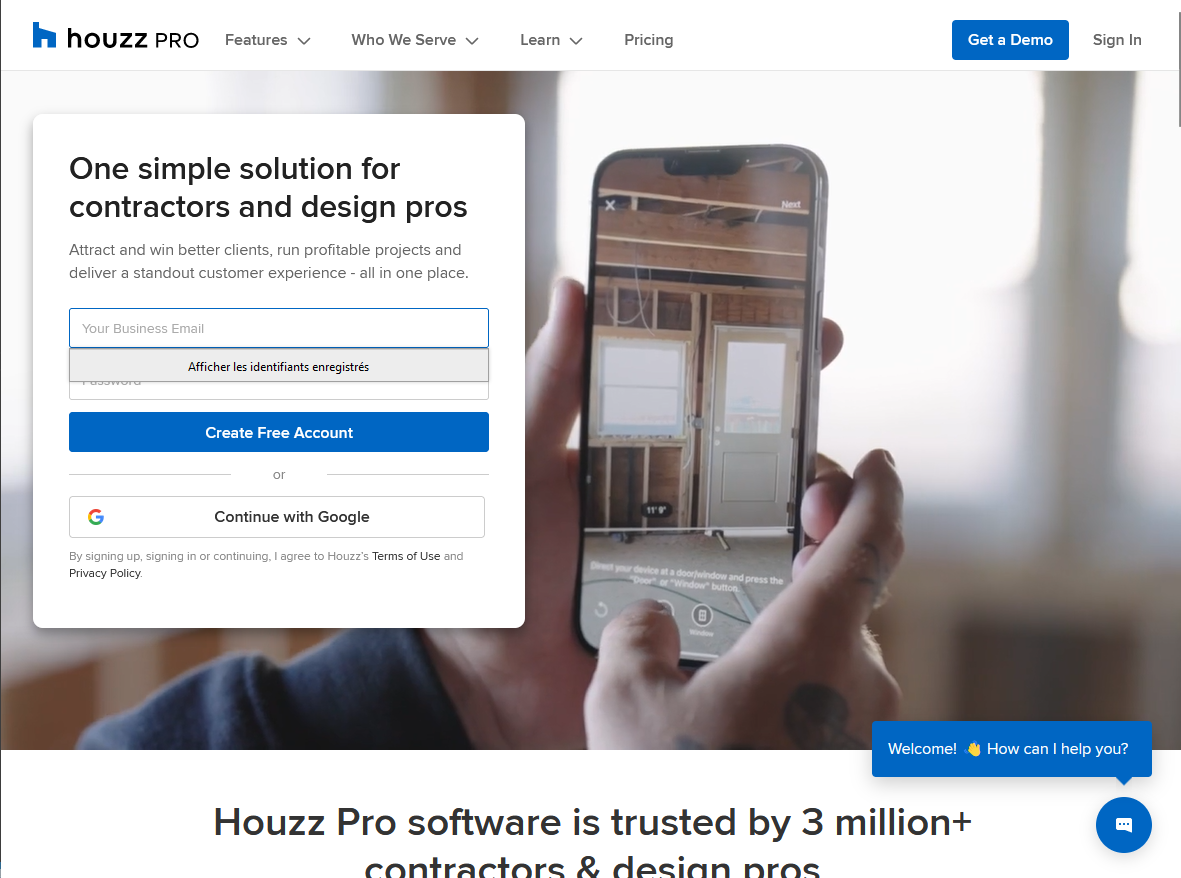 houzz PRO
Features
Who We Serve
Learn
Pricing
Get a Demo
Sign In
One simple solution for
contractors and design pros
Attract and win better clients, run profitable projects and
deliver a standout customer experience - all in one place.
Your Business Email
Afficher les identifiants enregistrés
Password
Create Free Account
or
Continue with Google
By signing up, signing in or continuing, I agree to Houzz's Terms of Use and
Privacy Policy.
Next
11' 9"
Direct your device at a door/window and press the
"Door" or "Window" button.
Window
Welcome! 👋 How can I help you?
Houzz Pro software is trusted by 3 million+
contractors & design pros